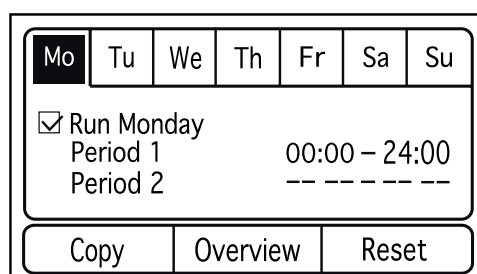 Mo Tu We Th Fr Sa Su
Run Monday
Period 1 00:00 – 24:00
Period 2 –– –– –– –– –– ––
Copy Overview Reset